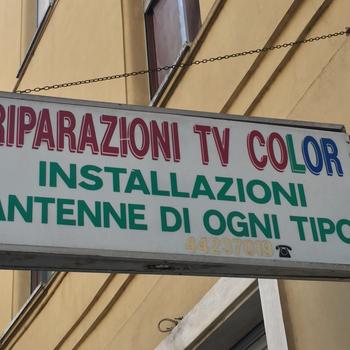 RIPARAZIONI TV COLOR
INSTALLAZIONI
ANTENNE DI OGNI TIPO
44237019